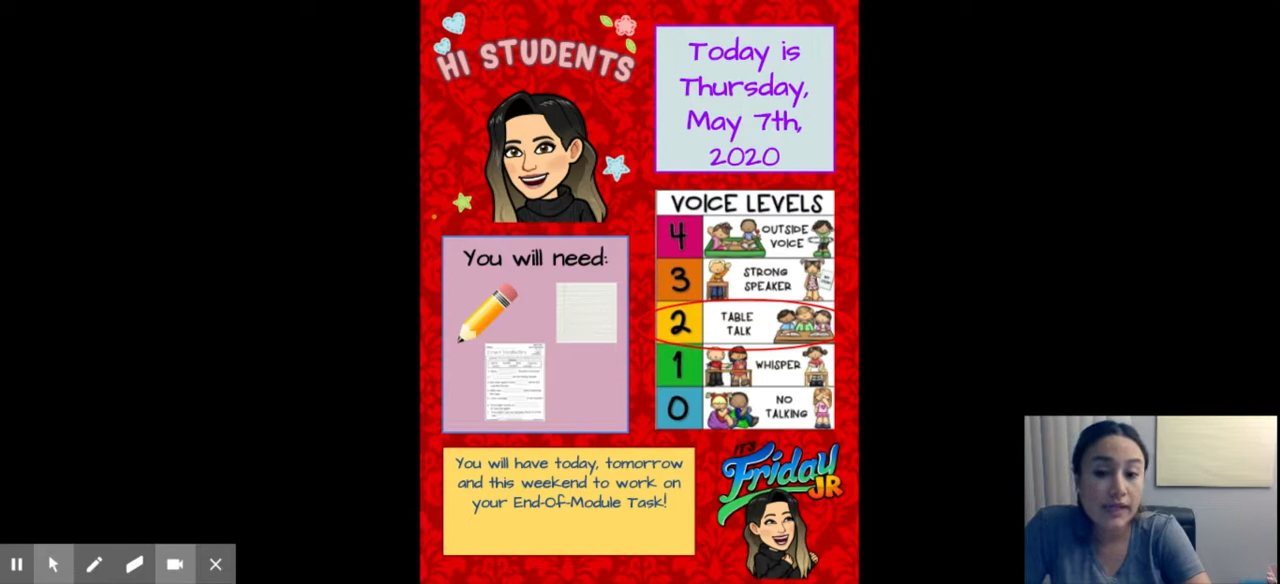 HI STUDENTS
Today is
Thursday,
May 7th,
2020
You will need:
VOICE LEVELS
4 OUTSIDE
VOICE
3 STRONG
SPEAKER
2 TABLE
TALK
1 WHISPER
0 NO
TALKING
You will have today, tomorrow
and this weekend to work on
your End-Of-Module Task!
IT'S
Friday
JR